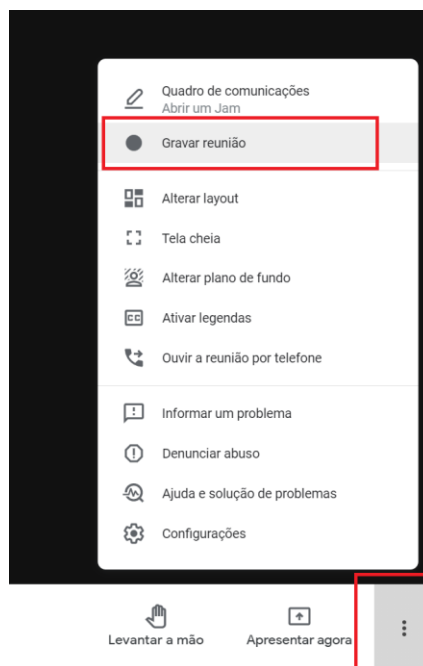 Quadro de comunicações
Abrir um Jam
Gravar reunião
Alterar layout
Tela cheia
Alterar plano de fundo
CC
Ativar legendas
Ouvir a reunião por telefone
Informar um problema
Denunciar abuso
Ajuda e solução de problemas
Configurações
Levantar a mão
Apresentar agora